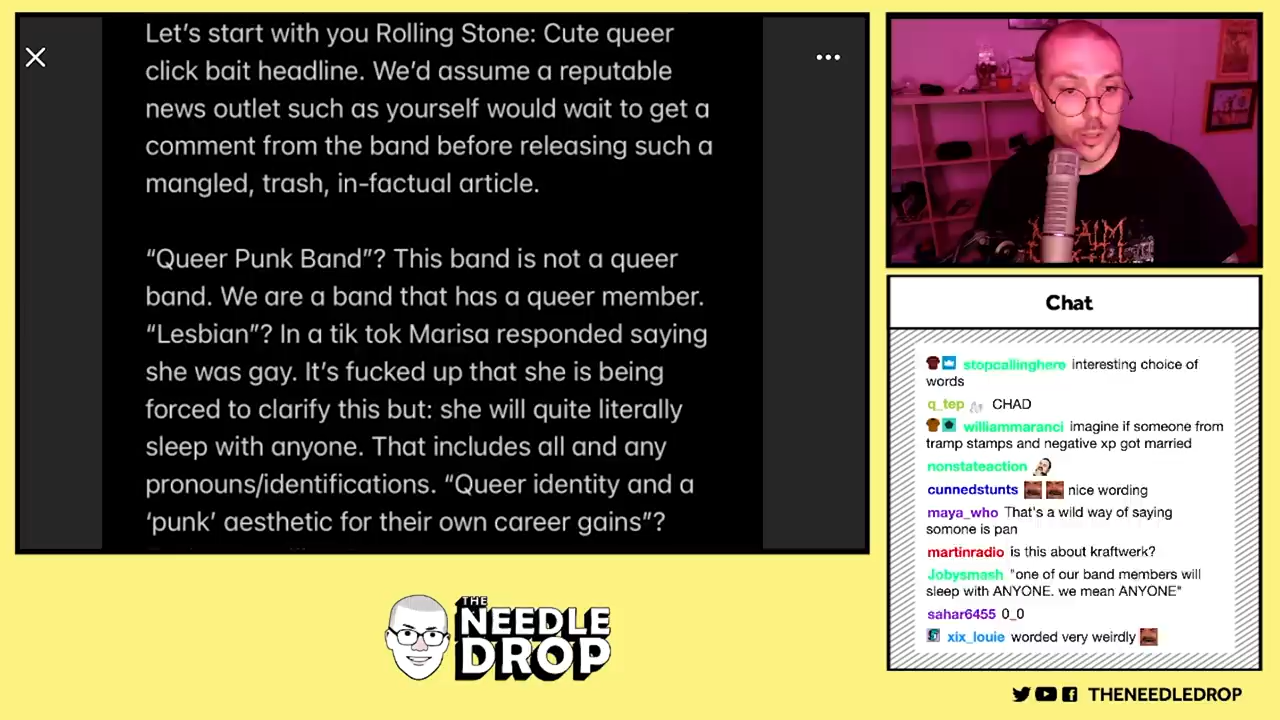 Let's start with you Rolling Stone: Cute queer
click bait headline. We'd assume a reputable
news outlet such as yourself would wait to get a
comment from the band before releasing such a
mangled, trash, in-factual article.
“Queer Punk Band”? This band is not a queer
band. We are a band that has a queer member.
“Lesbian”? In a tik tok Marisa responded saying
she was gay. It's fucked up that she is being
forced to clarify this but: she will quite literally
sleep with anyone. That includes all and any
pronouns/identifications. “Queer identity and a
‘punk’ aesthetic for their own career gains”?
THE
NEEDLE
DROP
Chat
stopcallinghere interesting choice of
words
q_tep CHAD
williammaranci imagine if someone from
tramp stamps and negative xp got married
nonstateaction
cunnedstunts nice wording
maya_who That's a wild way of saying
somone is pan
martinradio is this about kraftwerk?
Jobysmash "one of our band members will
sleep with ANYONE. we mean ANYONE"
sahar6455 0_0
xix_louie worded very weirdly
THENEEDLEDROP